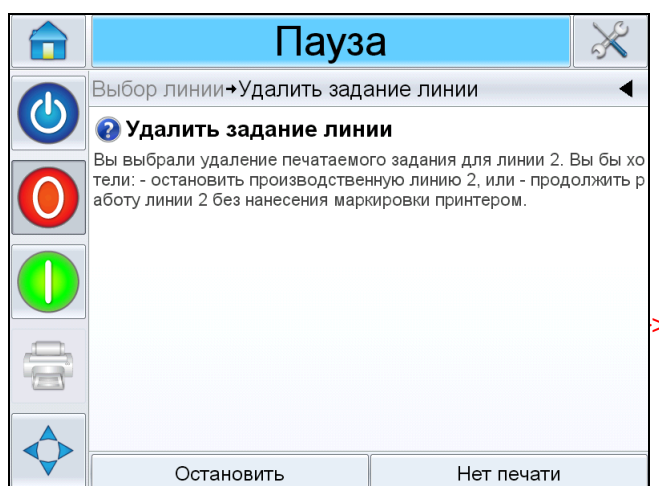 Пауза
Выбор линии→Удалить задание линии
Удалить задание линии
Вы выбрали удаление печатаемого задания для линии 2. Вы бы хо
тели: - остановить производственную линию 2, или - продолжить р
аботу линии 2 без нанесения маркировки принтером.
Остановить
Нет печати